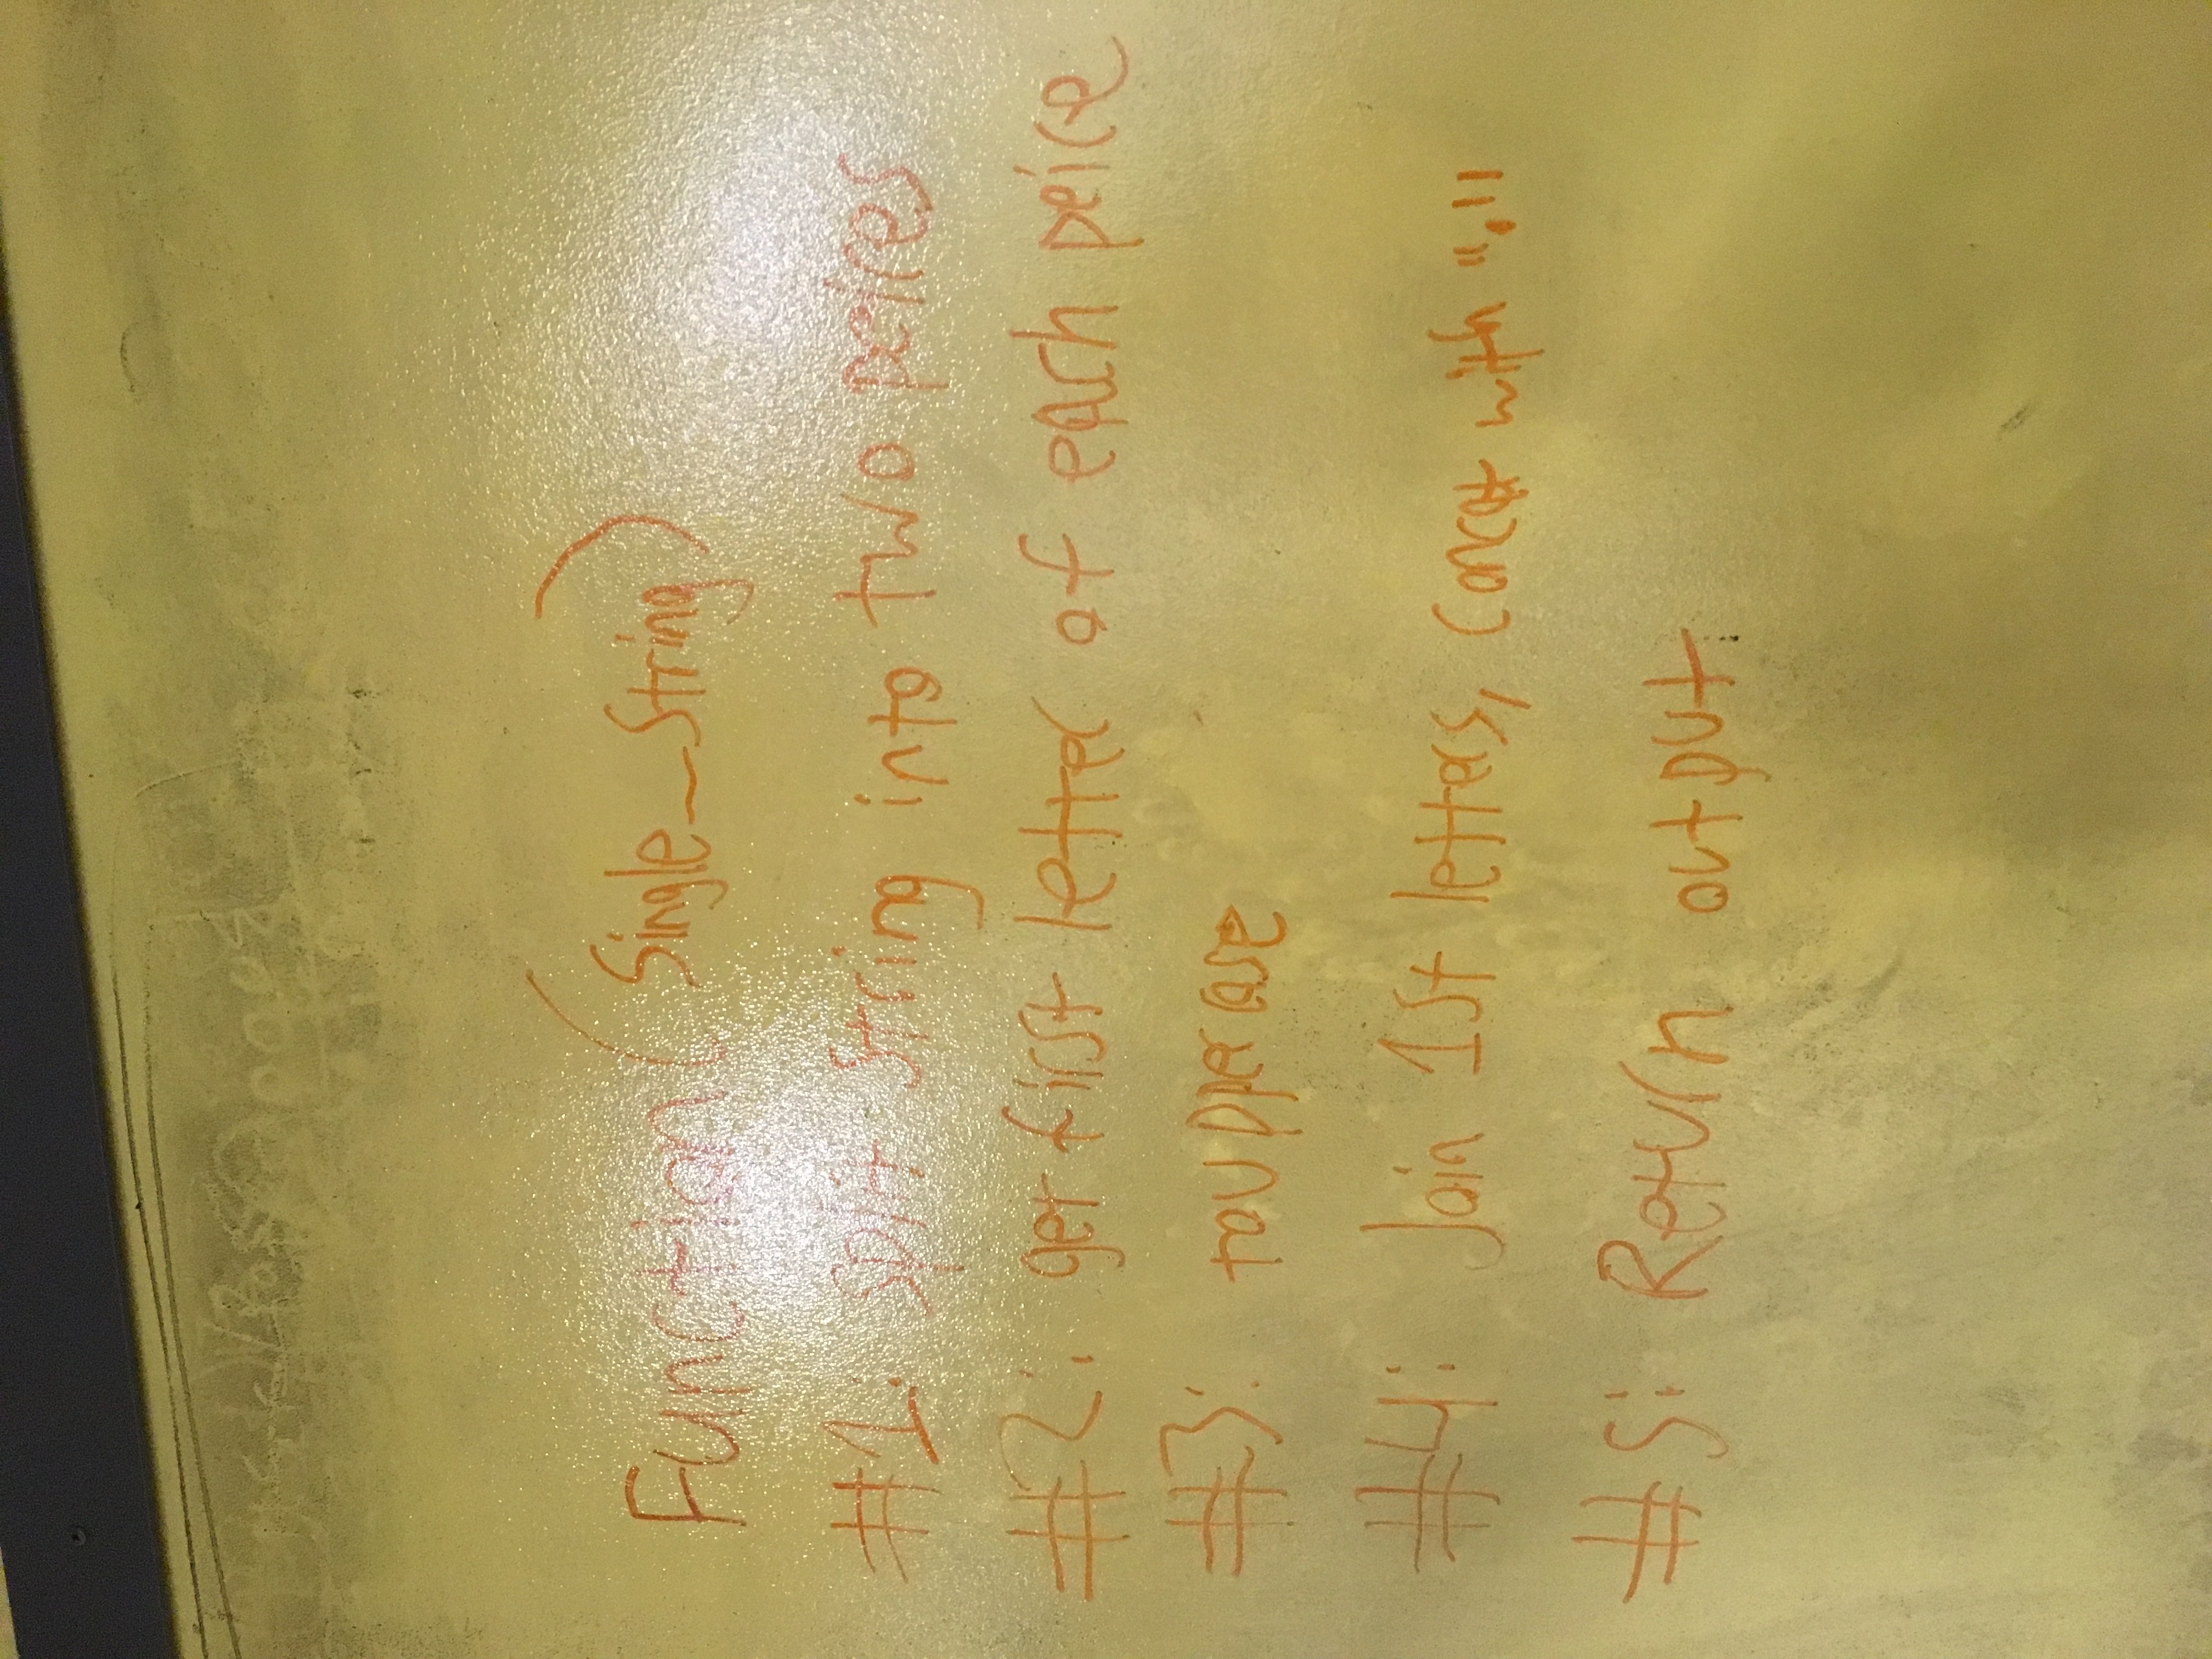 Function(Single_String)
#1: split string into two peices
#2: get first letter of each peice
#3: touppercase
#4: Join 1st letters, concat with "."
#5: Return output